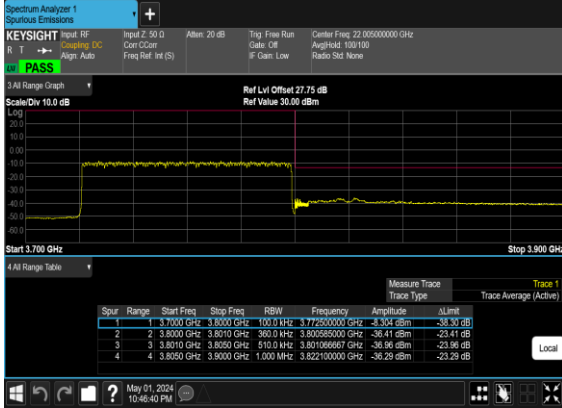 Spectrum Analyzer 1
Spurious Emissions
+
KEYSIGHT Input: RF Input Z: 50 Ω Atten: 20 dB Trig: Free Run Center Freq: 22.005000000 GHz
R T Coupling: DC Corr CCorr Gate: Off Avg|Hold: 100/100
Align: Auto Freq Ref: Int (S) IF Gain: Low Radio Std: None
PASS
3 All Range Graph
Ref Lvl Offset 27.75 dB
Scale/Div 10.0 dB Ref Value 30.00 dBm
Log
20.0
10.0
0.00
-10.0
-20.0
-30.0
-40.0
-50.0
-60.0
Start 3.700 GHz Stop 3.900 GHz
4 All Range Table
Measure Trace Trace 1
Trace Type Trace Average (Active)
Spur Range Start Freq Stop Freq RBW Frequency Amplitude ΔLimit
1 1 3.7000 GHz 3.8000 GHz 100.0 kHz 3.772500000 GHz -8.304 dBm -38.30 dB
2 2 3.8000 GHz 3.8010 GHz 360.0 kHz 3.800585000 GHz -36.41 dBm -23.41 dB
3 3 3.8010 GHz 3.8050 GHz 510.0 kHz 3.801066667 GHz -36.96 dBm -23.96 dB
4 4 3.8050 GHz 3.9000 GHz 1.000 MHz 3.822100000 GHz -36.29 dBm -23.29 dB
Local
? May 01, 2024
10:46:40 PM